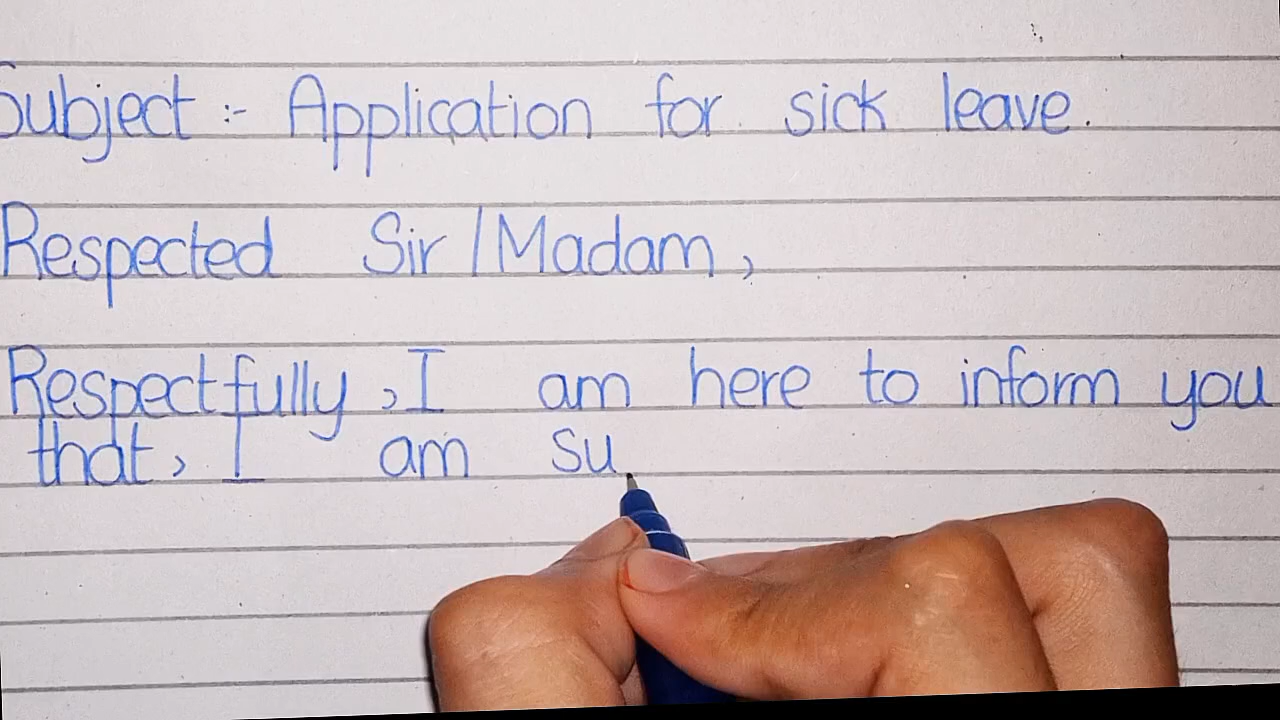 Subject :- Application for sick leave.
Respected Sir/Madam,
Respectfully, I am here to inform you
that, I am su